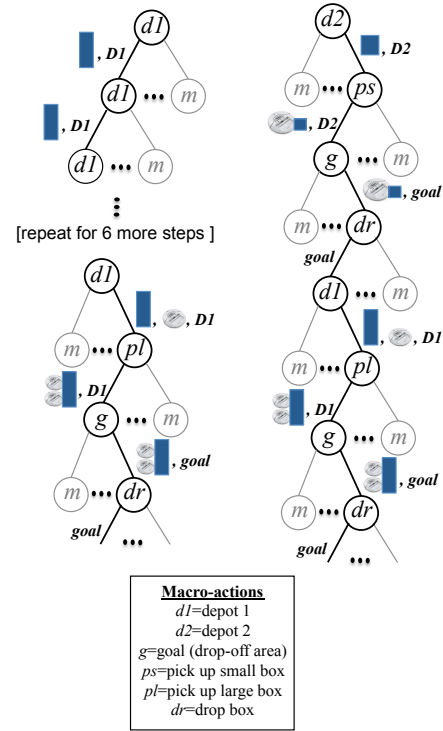 d1
, D1
d1 ... m
, D1
d1 ... m
[repeat for 6 more steps ]
d1
, , D1
m ... pl
, D1
g ... m
, goal
m ... dr
goal
...
d2
, D2
m ... ps
, D2
g ... m
, goal
m ... dr
goal
d1 ... m
, , D1
m ... pl
, D1
g ... m
, goal
m ... dr
goal
...
Macro-actions
d1=depot 1
d2=depot 2
g=goal (drop-off area)
ps=pick up small box
pl=pick up large box
dr=drop box